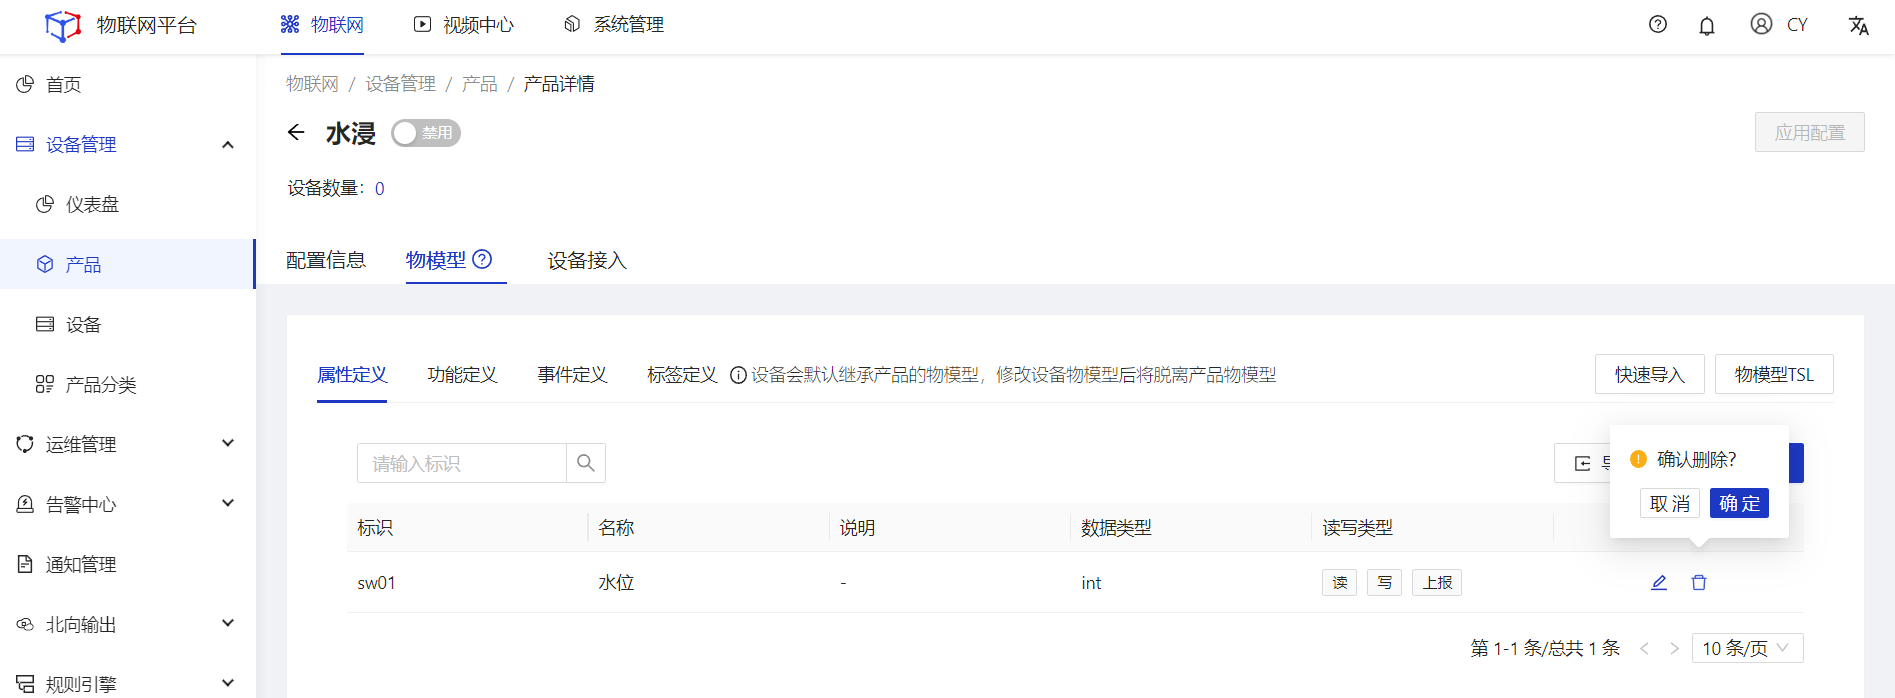 物联网平台
物联网
视频中心
系统管理
CY
首页
设备管理
仪表盘
产品
设备
产品分类
运维管理
告警中心
通知管理
北向输出
规则引擎
物联网 / 设备管理 / 产品 / 产品详情
水浸
禁用
应用配置
设备数量：0
配置信息
物模型
设备接入
属性定义
功能定义
事件定义
标签定义
设备会默认继承产品的物模型，修改设备物模型后将脱离产品物模型
快速导入
物模型TSL
请输入标识
确认删除？
取 消
确 定
标识
名称
说明
数据类型
读写类型
sw01
水位
-
int
读
写
上报
第 1-1 条/总共 1 条
10 条/页